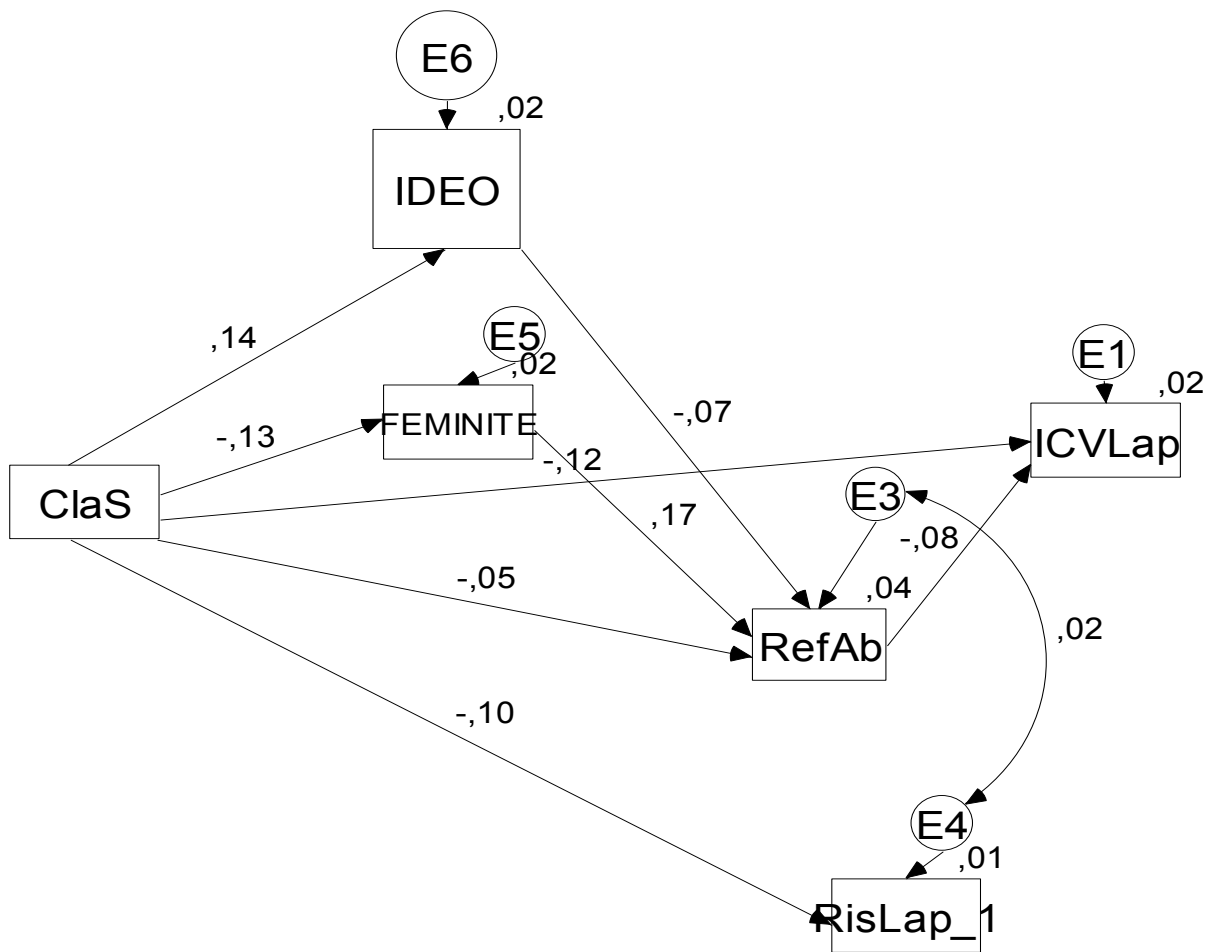 E6
,02
IDEO
,14
E5
,02
FEMINITE
-,13
-,07
E1
,02
ICVLap
-,12
ClaS
E3
,17
-,08
-,05
,04
RefAb
,02
-,10
E4
,01
RisLap_1